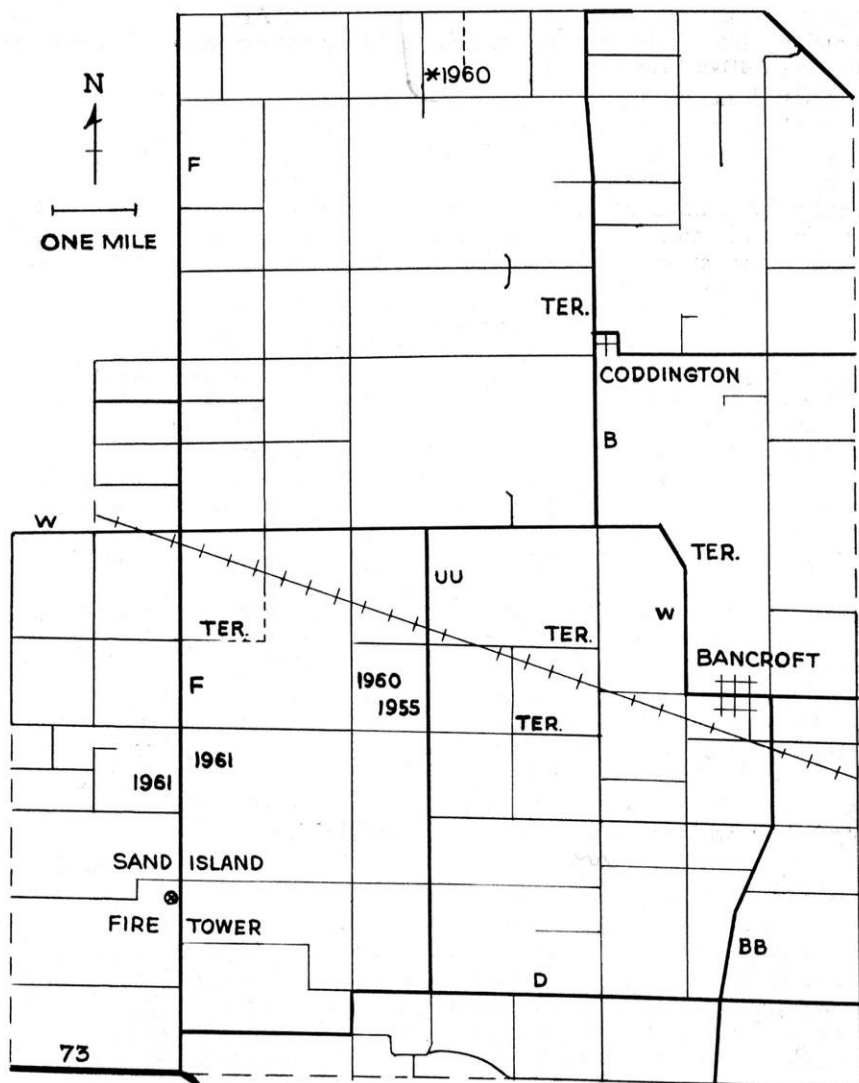 *1960
N
F
ONE MILE
TER.
CODDINGTON
B
W
TER.
UU
TER.
TER.
W
BANCROFT
F
1960
1955
TER.
1961
1961
SAND ISLAND
FIRE TOWER
BB
D
73